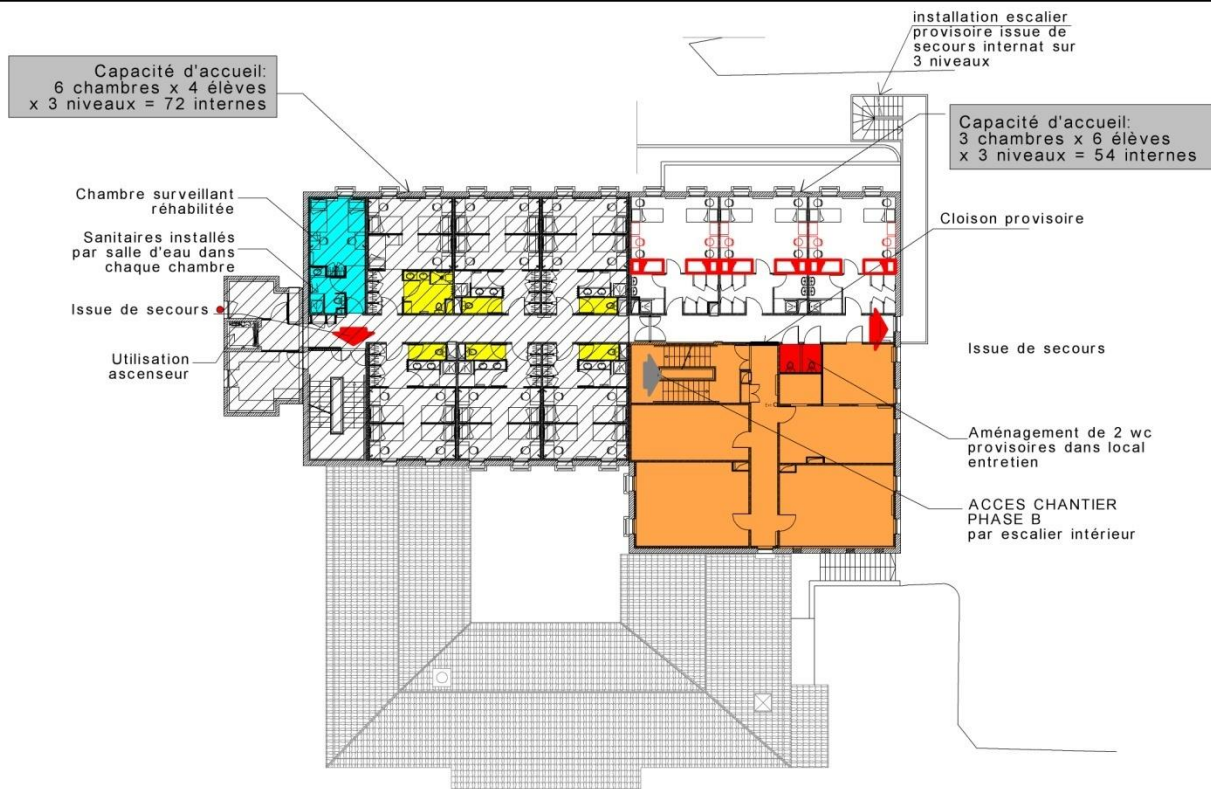 installation escalier
provisoire issue de
secours internat sur
3 niveaux
Capacité d'accueil:
6 chambres x 4 élèves
x 3 niveaux = 72 internes
Capacité d'accueil:
3 chambres x 6 élèves
x 3 niveaux = 54 internes
Chambre surveillant
réhabilitée
Sanitaires installés
par salle d'eau dans
chaque chambre
Issue de secours
Utilisation
ascenseur
Cloison provisoire
Issue de secours
Aménagement de 2 wc
provisoires dans local
entretien
ACCES CHANTIER
PHASE B
par escalier intérieur